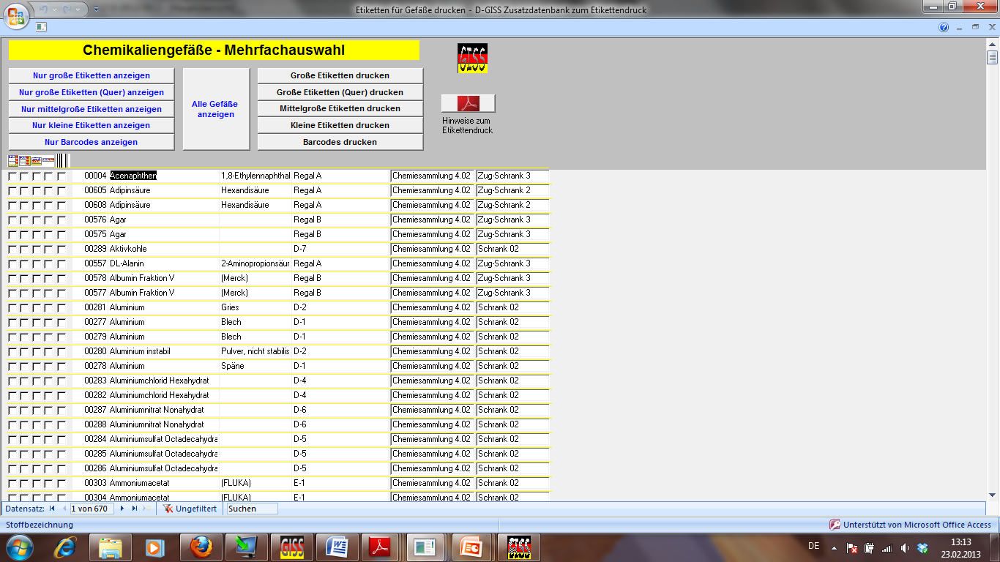 Etiketten für Gefäße drucken - D-GISS Zusatzdatenbank zum Etikettendruck
Chemikaliengefäße - Mehrfachauswahl
GISS
Nur große Etiketten anzeigen
Nur große Etiketten (Quer) anzeigen
Nur mittelgroße Etiketten anzeigen
Nur kleine Etiketten anzeigen
Nur Barcodes anzeigen
Alle Gefäße
anzeigen
Große Etiketten drucken
Große Etiketten (Quer) drucken
Mittelgroße Etiketten drucken
Kleine Etiketten drucken
Barcodes drucken
Hinweise zum
Etikettendruck
00004 Acenaphthen 1,8-Ethylennaphthal Regal A Chemiesammlung 4.02 Zug-Schrank 3
00605 Adipinsäure Hexandisäure Regal A Chemiesammlung 4.02 Zug-Schrank 2
00608 Adipinsäure Hexandisäure Regal A Chemiesammlung 4.02 Zug-Schrank 2
00576 Agar Regal B Chemiesammlung 4.02 Zug-Schrank 3
00575 Agar Regal B Chemiesammlung 4.02 Zug-Schrank 3
00289 Aktivkohle D-7 Chemiesammlung 4.02 Schrank 02
00557 DL-Alanin 2-Aminopropionsäur Regal A Chemiesammlung 4.02 Zug-Schrank 3
00578 Albumin Fraktion V (Merck) Regal B Chemiesammlung 4.02 Zug-Schrank 3
00577 Albumin Fraktion V (Merck) Regal B Chemiesammlung 4.02 Zug-Schrank 3
00281 Aluminium Gries D-2 Chemiesammlung 4.02 Schrank 02
00277 Aluminium Blech D-1 Chemiesammlung 4.02 Schrank 02
00279 Aluminium Blech D-1 Chemiesammlung 4.02 Schrank 02
00280 Aluminium instabil Pulver, nicht stabilis D-2 Chemiesammlung 4.02 Schrank 02
00278 Aluminium Späne D-1 Chemiesammlung 4.02 Schrank 02
00283 Aluminiumchlorid Hexahydrat D-4 Chemiesammlung 4.02 Schrank 02
00282 Aluminiumchlorid Hexahydrat D-4 Chemiesammlung 4.02 Schrank 02
00287 Aluminiumnitrat Nonahydrat D-6 Chemiesammlung 4.02 Schrank 02
00288 Aluminiumnitrat Nonahydrat D-6 Chemiesammlung 4.02 Schrank 02
00284 Aluminiumsulfat Octadecahydra D-5 Chemiesammlung 4.02 Schrank 02
00285 Aluminiumsulfat Octadecahydra D-5 Chemiesammlung 4.02 Schrank 02
00286 Aluminiumsulfat Octadecahydra D-5 Chemiesammlung 4.02 Schrank 02
00303 Ammoniumacetat (FLUKA) E-1 Chemiesammlung 4.02 Schrank 02
00304 Ammoniumacetat (FLUKA) E-1 Chemiesammlung 4.02 Schrank 02
Datensatz: 1 von 670 Ungefiltert Suchen
Stoffbezeichnung Unterstützt von Microsoft Office Access
GISS GISS DE 13:13
23.02.2013